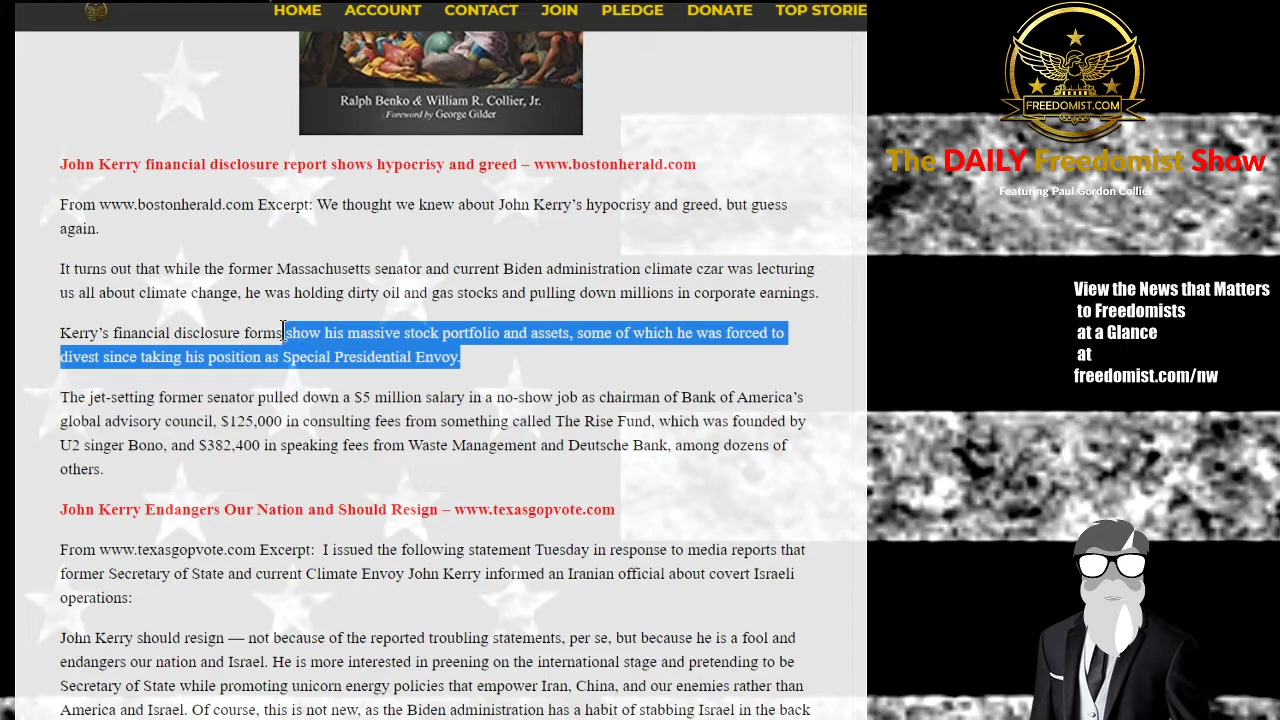 HOME ACCOUNT CONTACT JOIN PLEDGE DONATE TOP STORIE
Ralph Benko & William R. Collier, Jr.
Foreword by George Gilder
John Kerry financial disclosure report shows hypocrisy and greed – www.bostonherald.com
From www.bostonherald.com Excerpt: We thought we knew about John Kerry’s hypocrisy and greed, but guess
again.
It turns out that while the former Massachusetts senator and current Biden administration climate czar was lecturing
us all about climate change, he was holding dirty oil and gas stocks and pulling down millions in corporate earnings.
Kerry’s financial disclosure forms show his massive stock portfolio and assets, some of which he was forced to
divest since taking his position as Special Presidential Envoy.
The jet-setting former senator pulled down a $5 million salary in a no-show job as chairman of Bank of America’s
global advisory council, $125,000 in consulting fees from something called The Rise Fund, which was founded by
U2 singer Bono, and $382,400 in speaking fees from Waste Management and Deutsche Bank, among dozens of
others.
John Kerry Endangers Our Nation and Should Resign – www.texasgopvote.com
From www.texasgopvote.com Excerpt:  I issued the following statement Tuesday in response to media reports that
former Secretary of State and current Climate Envoy John Kerry informed an Iranian official about covert Israeli
operations:
John Kerry should resign — not because of the reported troubling statements, per se, but because he is a fool and
endangers our nation and Israel. He is more interested in preening on the international stage and pretending to be
Secretary of State while promoting unicorn energy policies that empower Iran, China, and our enemies rather than
America and Israel. Of course, this is not new, as the Biden administration has a habit of stabbing Israel in the back
FREEDOMIST.COM
The DAILY Freedomist Show
Featuring Paul Gordon Collier
View the News that Matters
to Freedomists
at a Glance
at
freedomist.com/nw